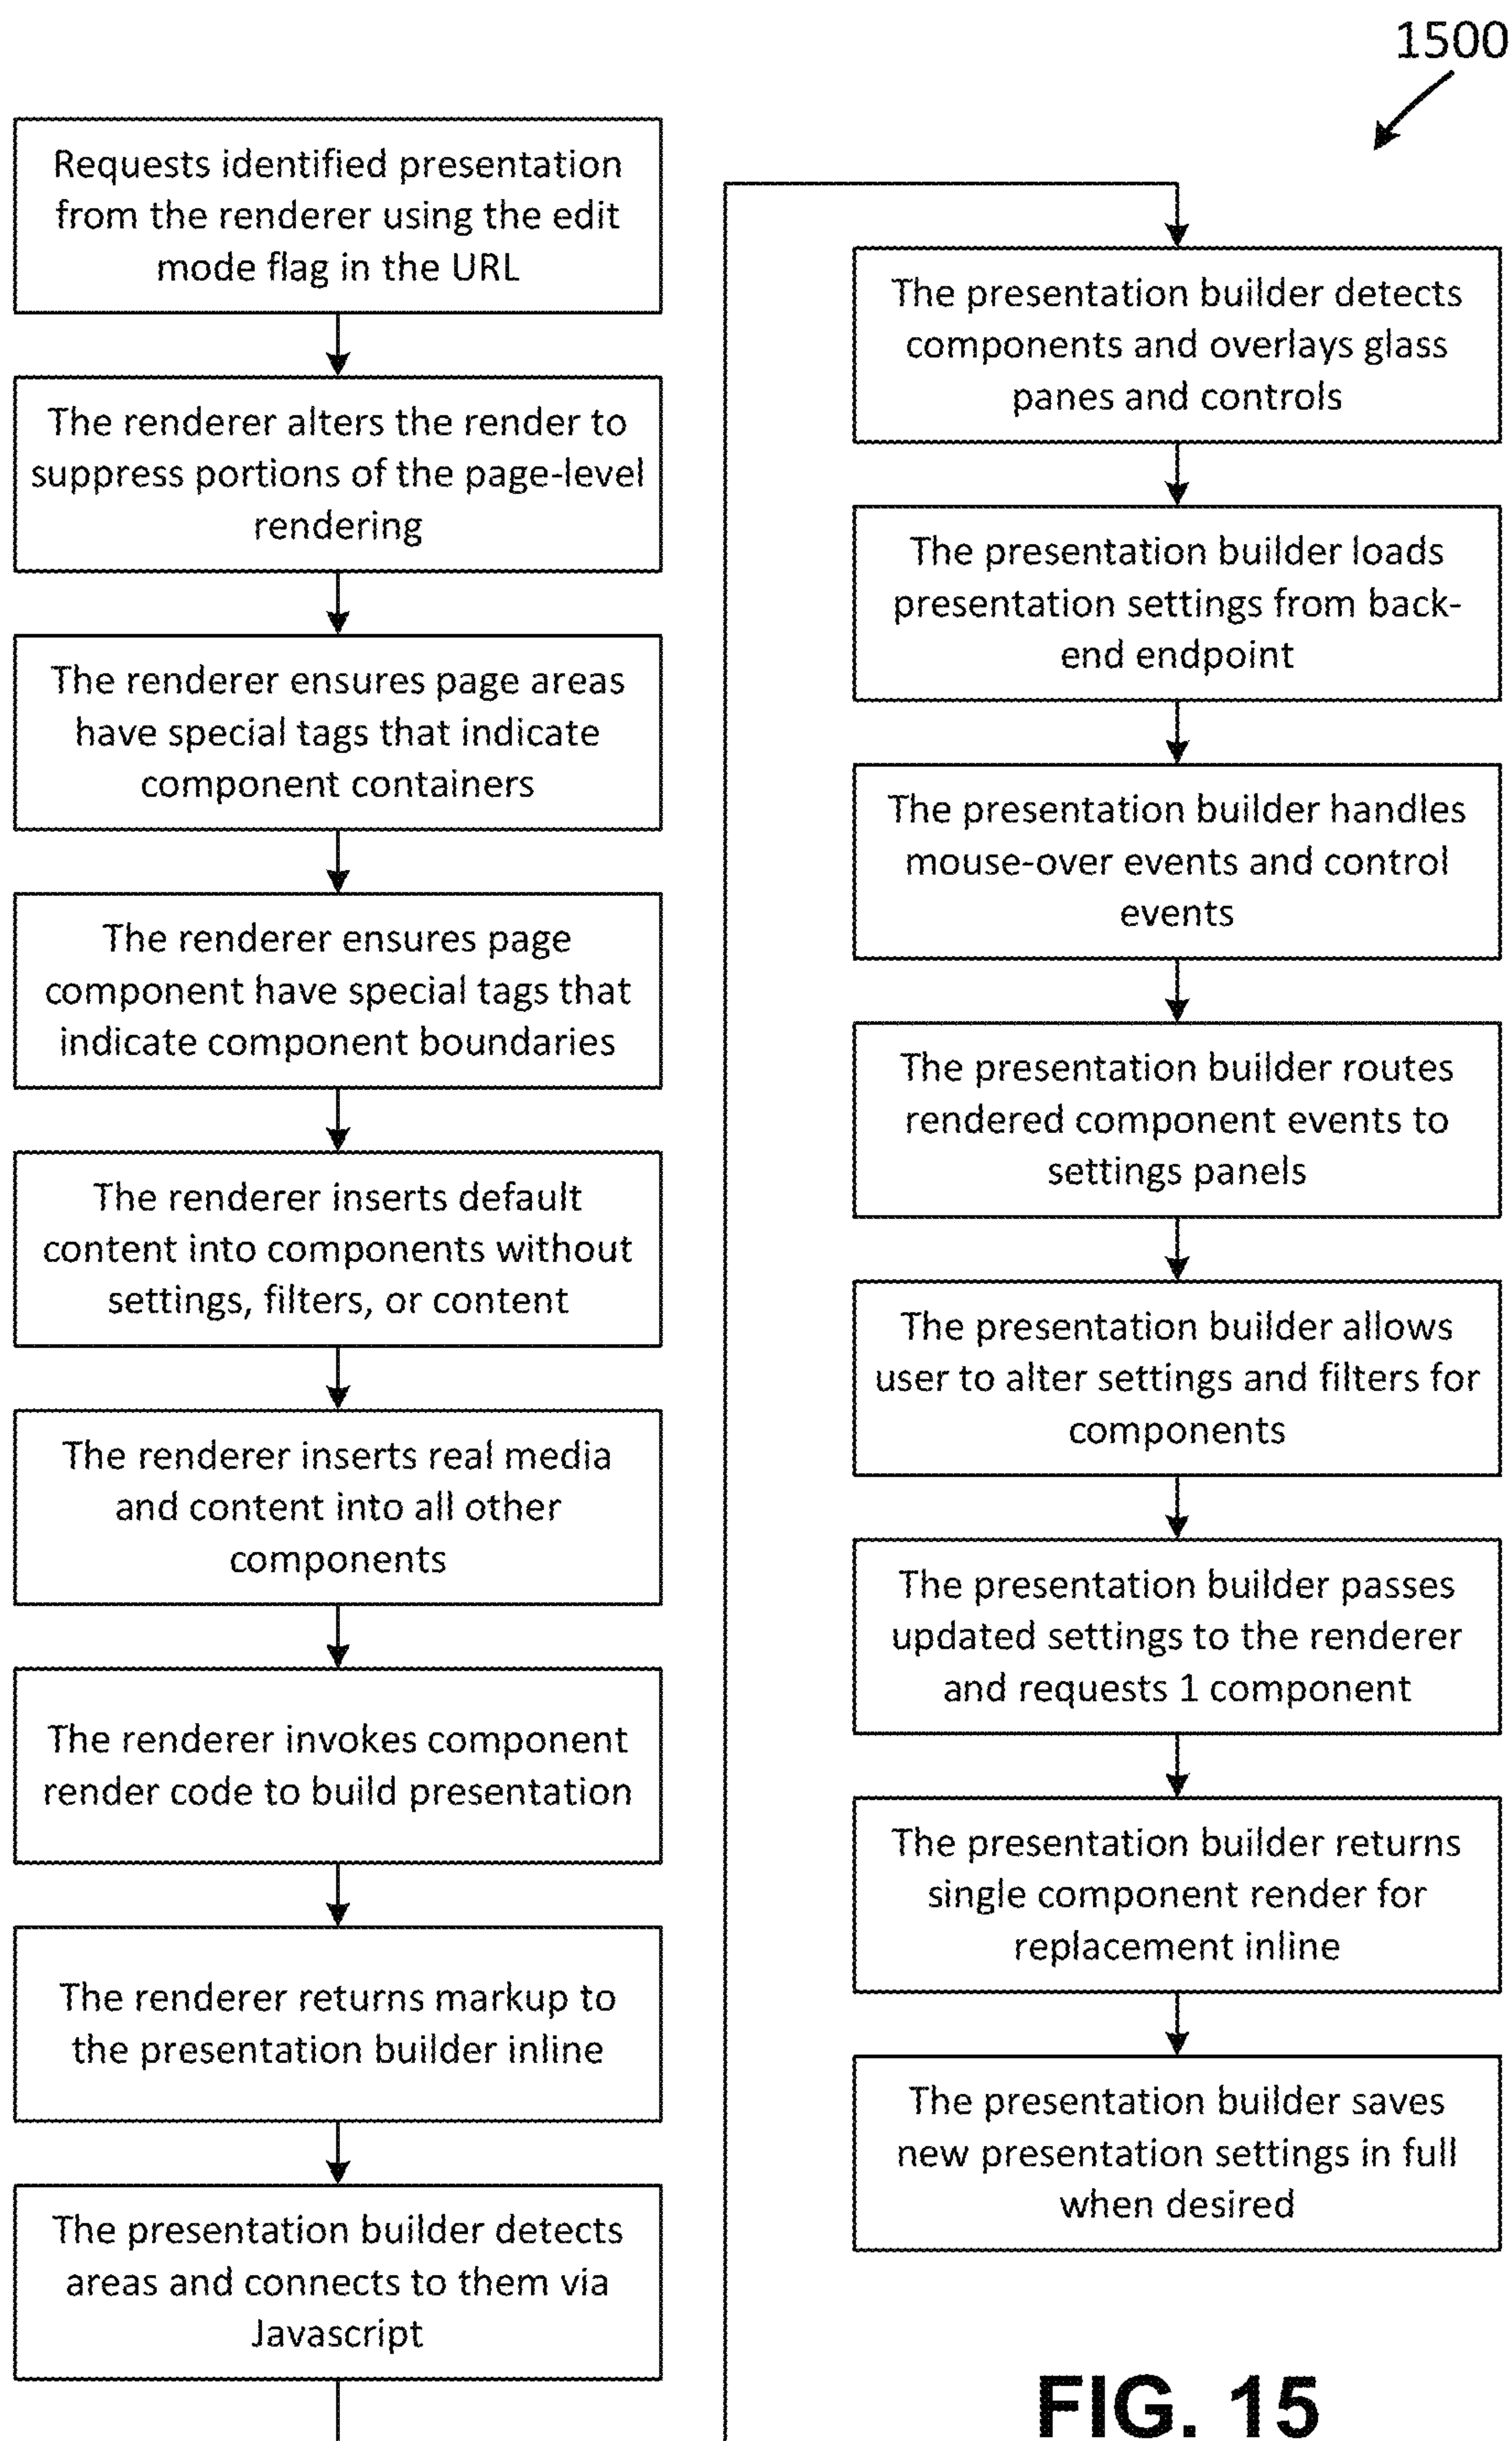 1500
Requests identified presentation
from the renderer using the edit
mode flag in the URL
The renderer alters the render to
suppress portions of the page-level
rendering
The renderer ensures page areas
have special tags that indicate
component containers
The renderer ensures page
component have special tags that
indicate component boundaries
The renderer inserts default
content into components without
settings, filters, or content
The renderer inserts real media
and content into all other
components
The renderer invokes component
render code to build presentation
The renderer returns markup to
the presentation builder inline
The presentation builder detects
areas and connects to them via
Javascript
The presentation builder detects
components and overlays glass
panes and controls
The presentation builder loads
presentation settings from back-
end endpoint
The presentation builder handles
mouse-over events and control
events
The presentation builder routes
rendered component events to
settings panels
The presentation builder allows
user to alter settings and filters for
components
The presentation builder passes
updated settings to the renderer
and requests 1 component
The presentation builder returns
single component render for
replacement inline
The presentation builder saves
new presentation settings in full
when desired
FIG. 15